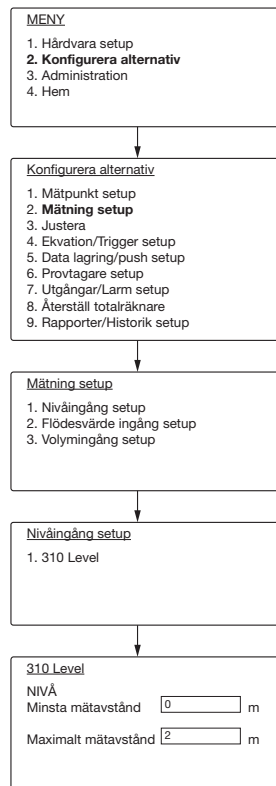 MENY
1. Hårdvara setup
2. Konfigurera alternativ
3. Administration
4. Hem
Konfigurera alternativ
1. Mätpunkt setup
2. Mätning setup
3. Justera
4. Ekvation/Trigger setup
5. Data lagring/push setup
6. Provtagare setup
7. Utgångar/Larm setup
8. Återställ totalräknare
9. Rapporter/Historik setup
Mätning setup
1. Nivåingång setup
2. Flödesvärde ingång setup
3. Volymingång setup
Nivåingång setup
1. 310 Level
310 Level
NIVÅ
Minsta mätavstånd 0 m
Maximalt mätavstånd 2 m